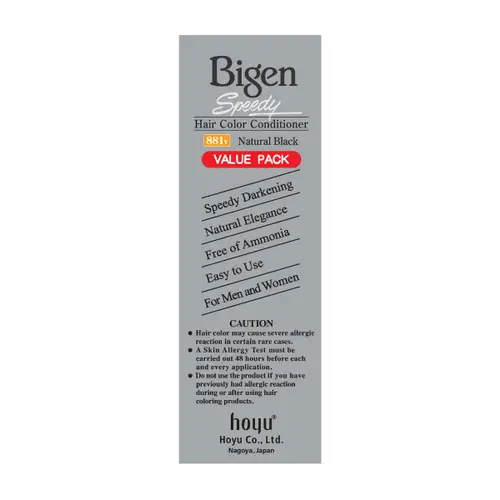 Bigen
Speedy
Hair Color Conditioner
881v Natural Black
VALUE PACK
Speedy Darkening
Natural Elegance
Free of Ammonia
Easy to Use
For Men and Women
CAUTION
● Hair color may cause severe allergic
reaction in certain rare cases.
● A Skin Allergy Test must be
carried out 48 hours before each
and every application.
● Do not use the product if you have
previously had allergic reaction
during or after using hair
coloring products.
hoyu®
Hoyu Co., Ltd.
Nagoya, Japan